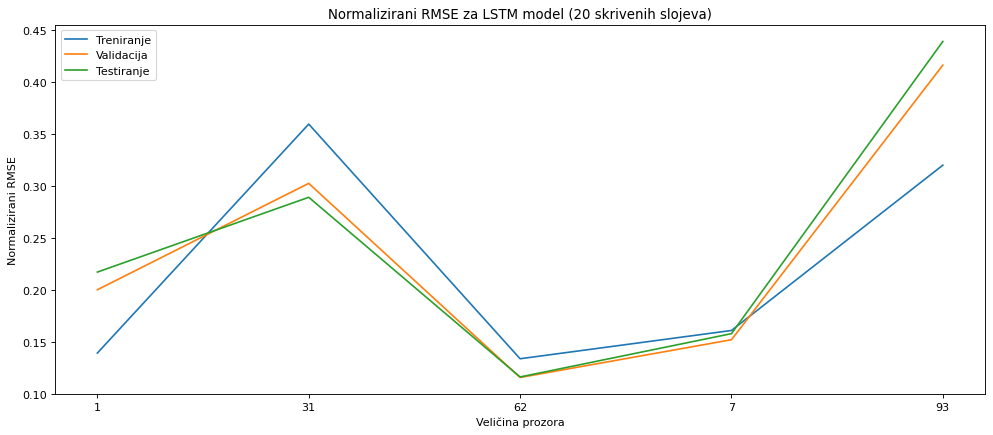 Normalizirani RMSE za LSTM model (20 skrivenih slojeva)
Treniranje
Validacija
Testiranje
Normalizirani RMSE
0.45
0.40
0.35
0.30
0.25
0.20
0.15
0.10
1 31 62 7 93
Veličina prozora